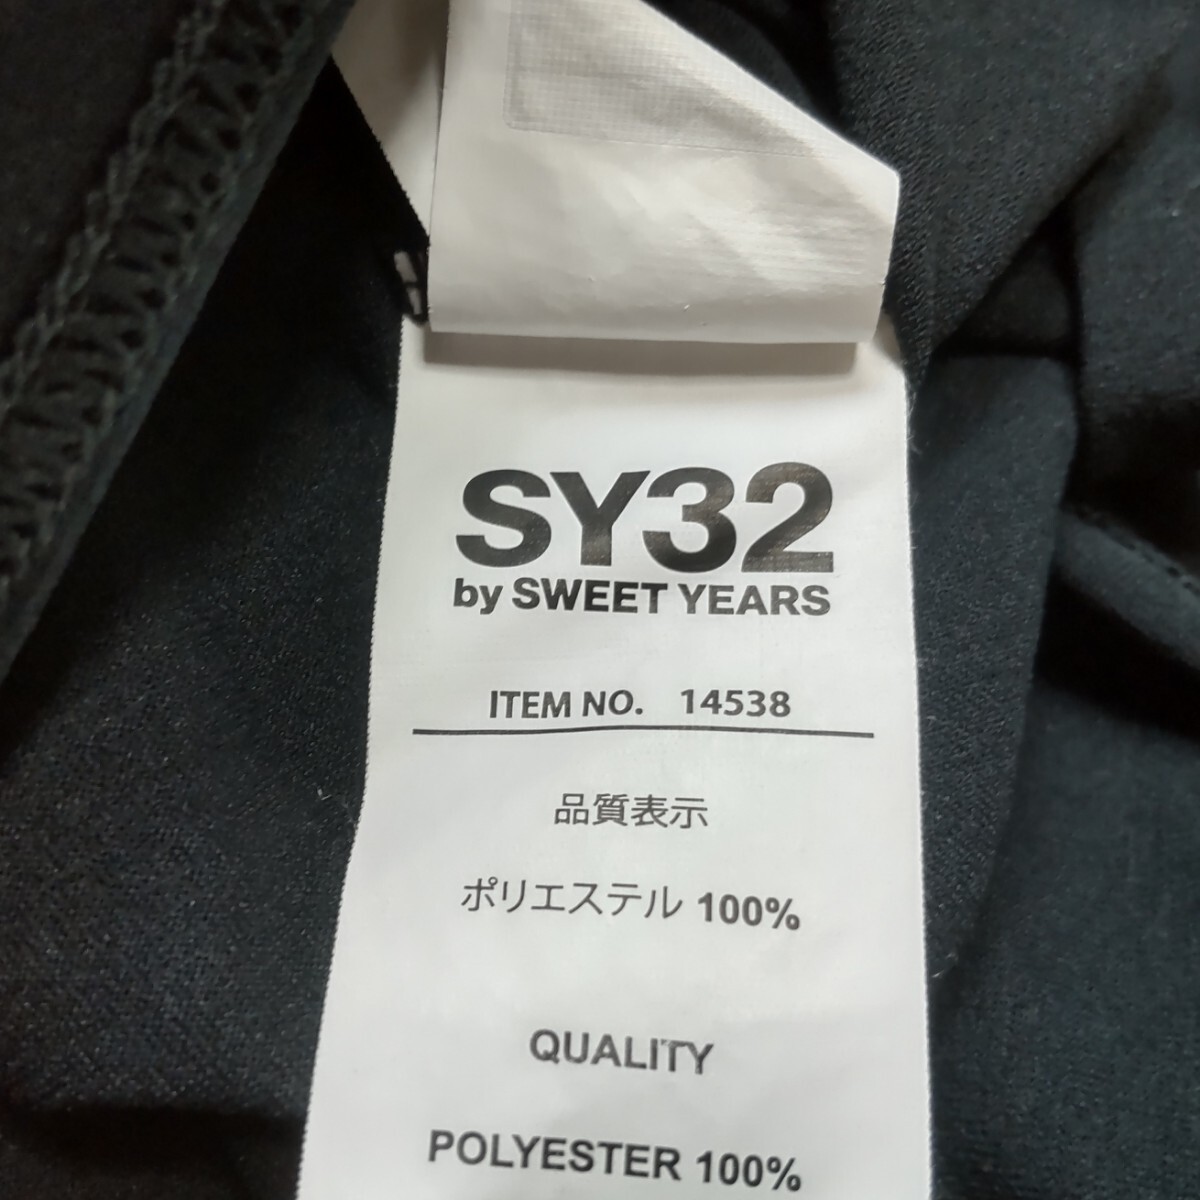 SY32
by SWEET YEARS
ITEM NO. 14538
品質表示
ポリエステル 100%
QUALITY
POLYESTER 100%